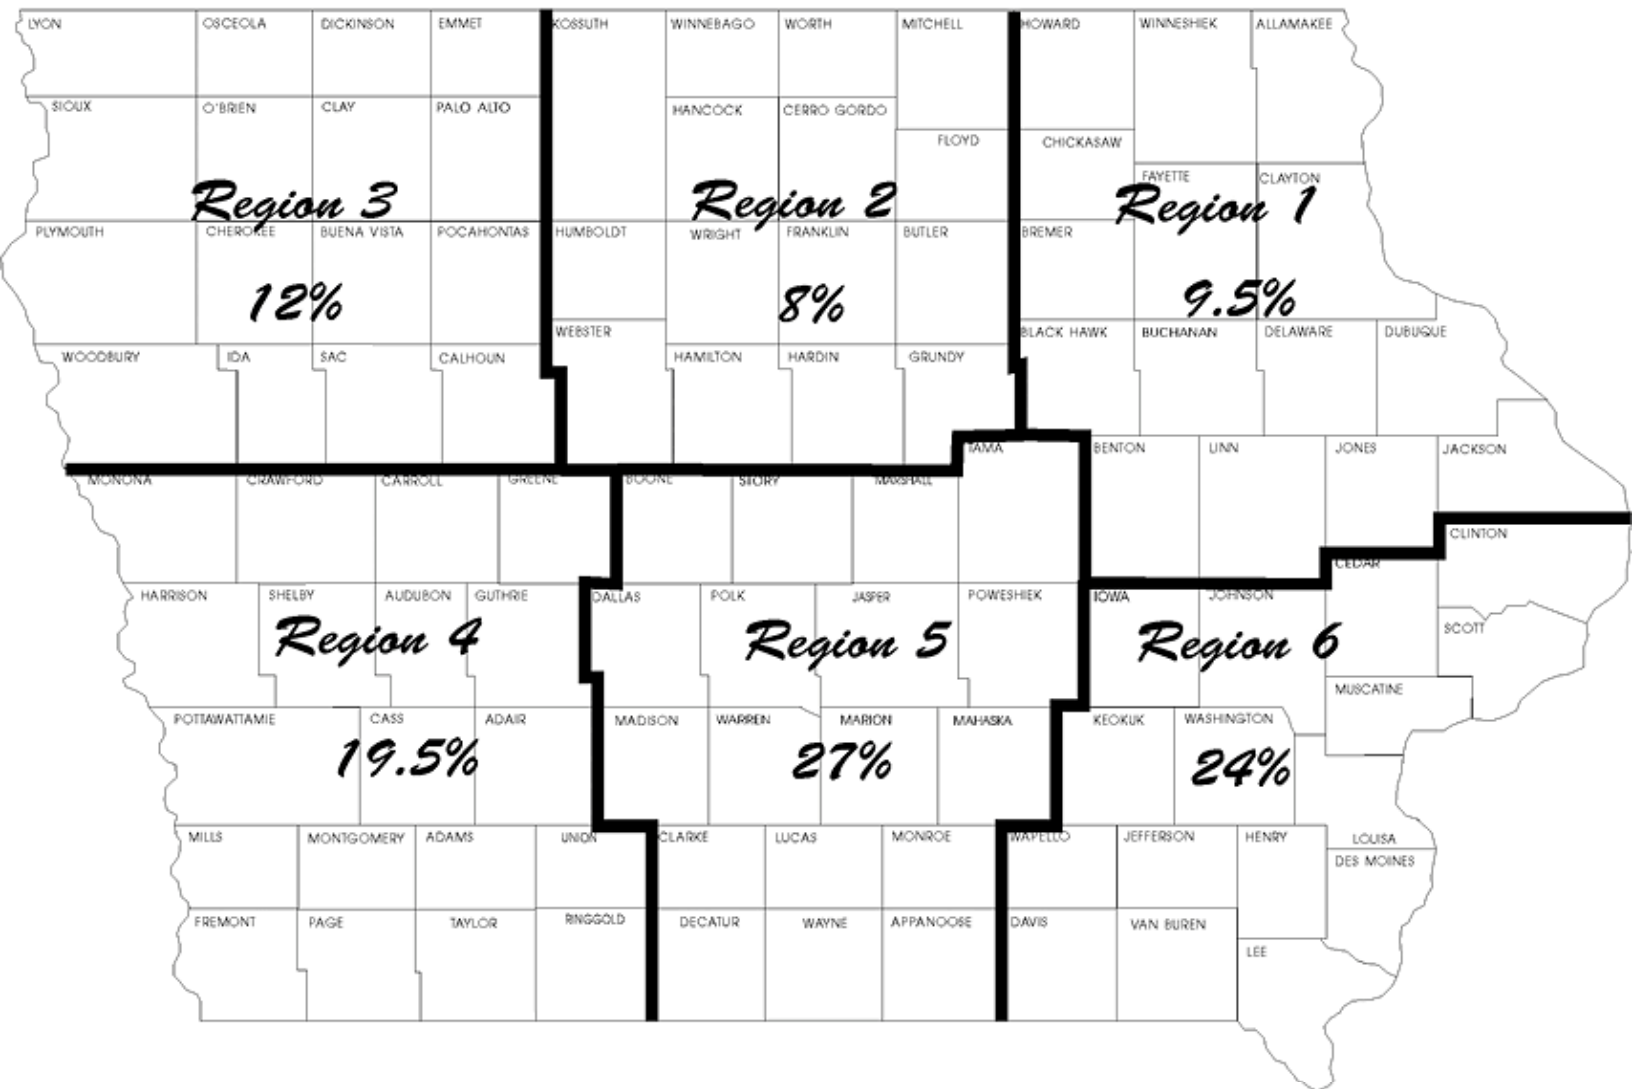 LYON OSCEOLA DICKINSON EMMET KOSSUTH WINNEBAGO WORTH MITCHELL HOWARD WINNESHIEK ALLAMAKEE
SIOUX O'BRIEN CLAY PALO ALTO HANCOCK CERRO GORDO
FLOYD CHICKASAW
FAYETTE CLAYTON
Region 3 Region 2 Region 1
PLYMOUTH CHEROKEE BUENA VISTA POCAHONTAS HUMBOLDT WRIGHT FRANKLIN BUTLER BREMER
12% 8% 9.5%
WEBSTER BLACK HAWK BUCHANAN DELAWARE DUBUQUE
WOODBURY IDA SAC CALHOUN HAMILTON HARDIN GRUNDY
TAMA BENTON LINN JONES JACKSON
MONONA CRAWFORD CARROLL GREENE BOONE STORY MARSHALL
CLINTON
CEDAR
HARRISON SHELBY AUDUBON GUTHRIE DALLAS POLK JASPER POWESHIEK IOWA JOHNSON
SCOTT
Region 4 Region 5 Region 6
MUSCATINE
POTTAWATTAMIE CASS ADAIR MADISON WARREN MARION MAHASKA KEOKUK WASHINGTON
19.5% 27% 24%
MILLS MONTGOMERY ADAMS UNION CLARKE LUCAS MONROE WAPELLO JEFFERSON HENRY LOUISA
DES MOINES
FREMONT PAGE TAYLOR RINGGOLD DECATUR WAYNE APPANOOSE DAVIS VAN BUREN
LEE